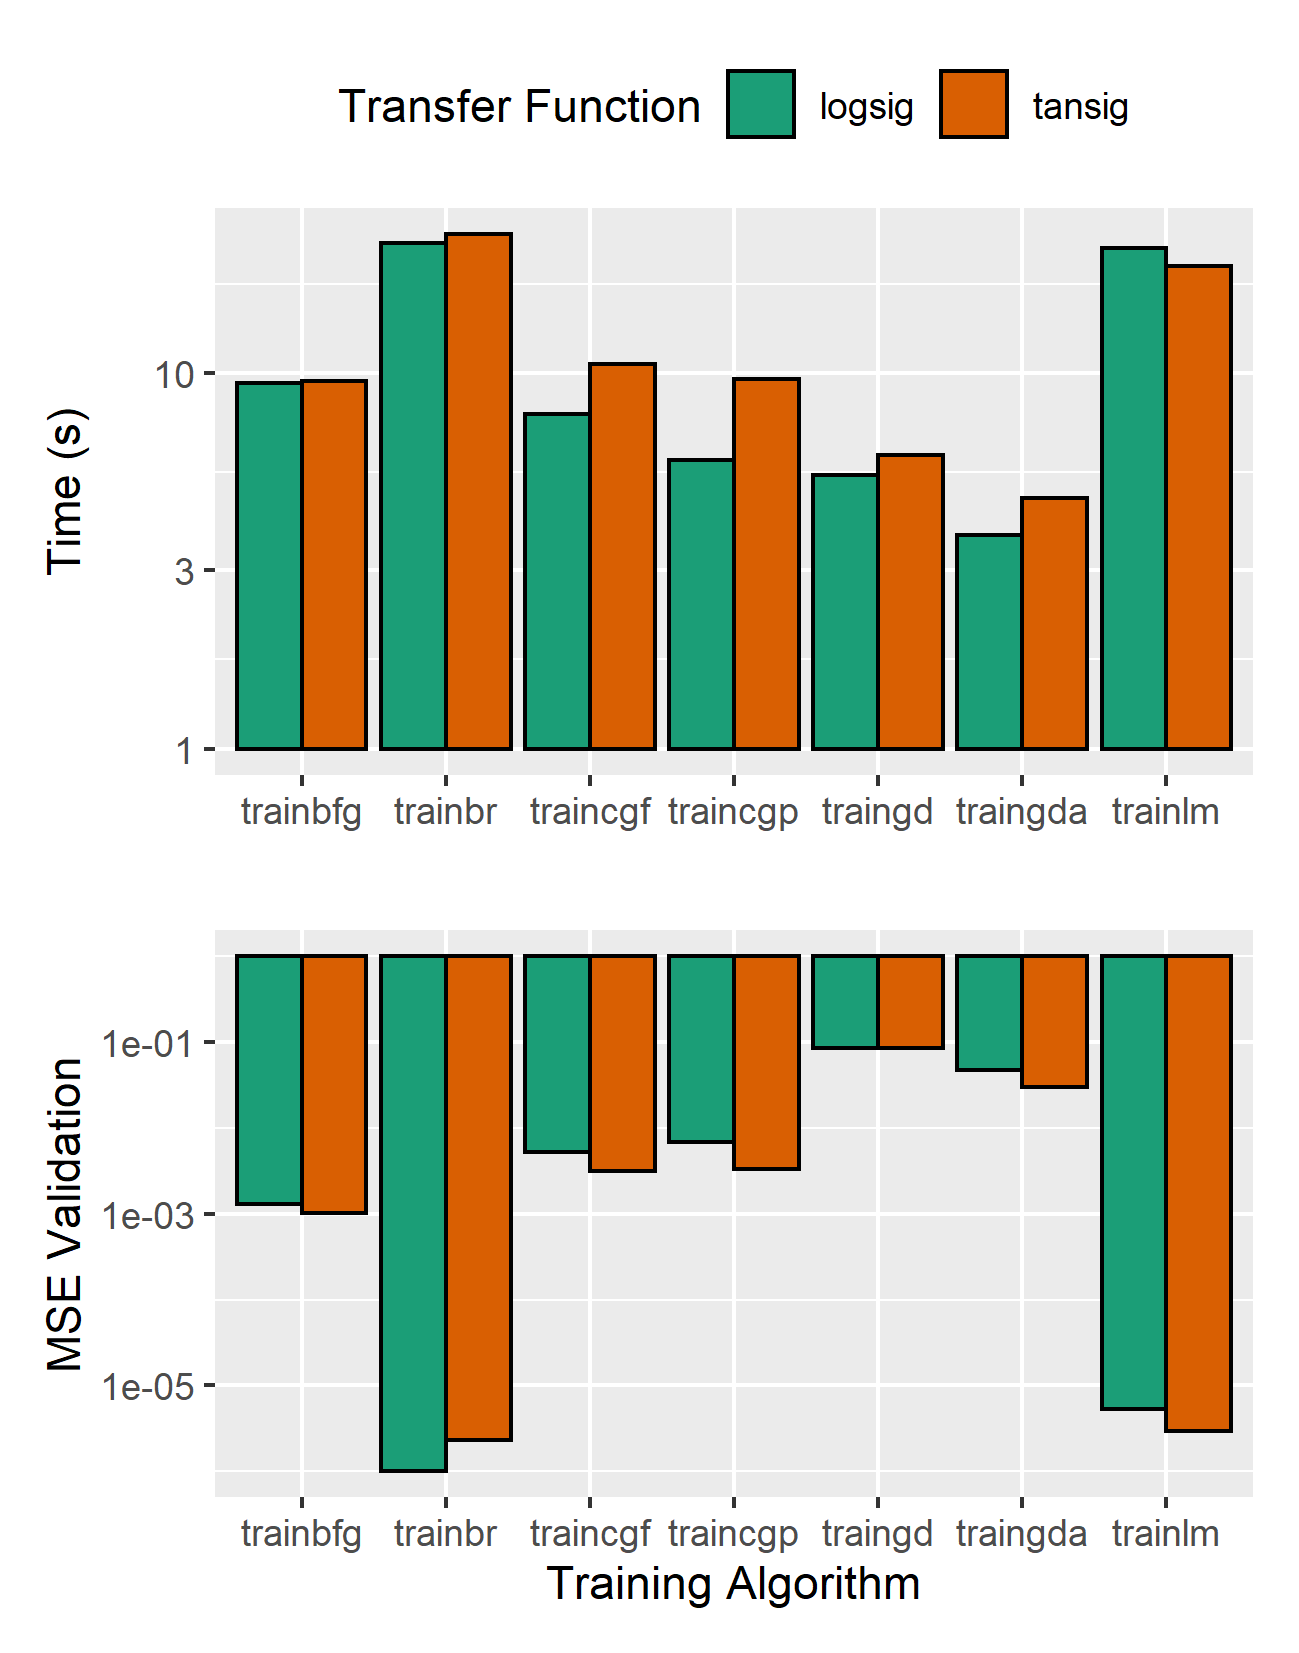 Transfer Function logsig tansig
Time (s)
10
3
1
trainbfg trainbr traincgf traincgp traingd traingda trainlm
MSE Validation
1e-01
1e-03
1e-05
trainbfg trainbr traincgf traincgp traingd traingda trainlm
Training Algorithm